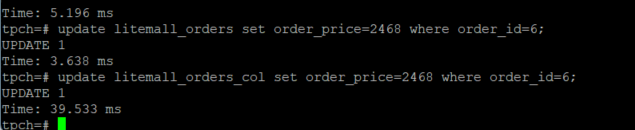 Time: 5.196 ms
tpch=# update litemall_orders set order_price=2468 where order_id=6;
UPDATE 1
Time: 3.638 ms
tpch=# update litemall_orders_col set order_price=2468 where order_id=6;
UPDATE 1
Time: 39.533 ms
tpch=#